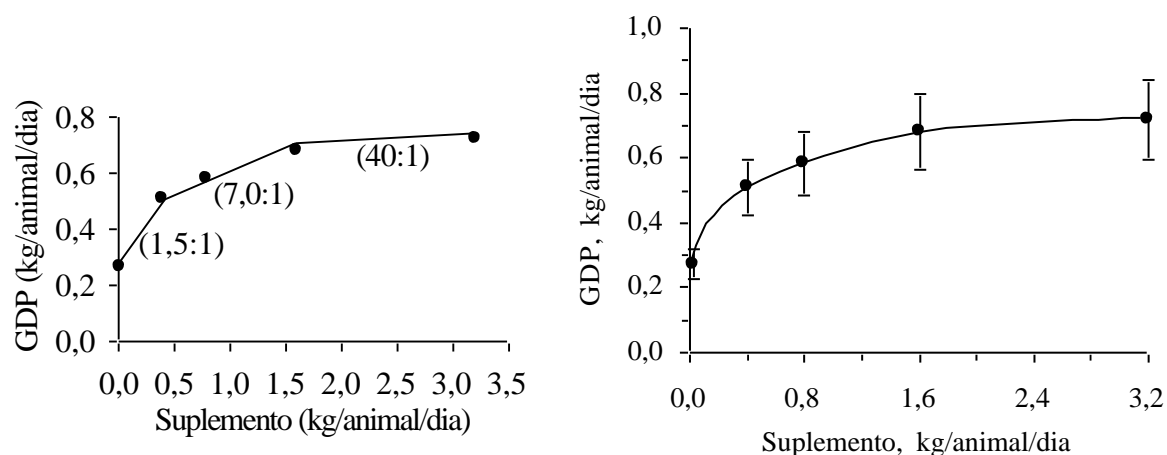 GDP (kg/animal/dia)
0,8
0,6
0,4
0,2
0,0
(40:1)
(7,0:1)
(1,5:1)
0,0 0,5 1,0 1,5 2,0 2,5 3,0 3,5
Suplemento (kg/animal/dia)
GDP, kg/animal/dia
1,0
0,8
0,6
0,4
0,2
0,0
0,0 0,8 1,6 2,4 3,2
Suplemento, kg/animal/dia